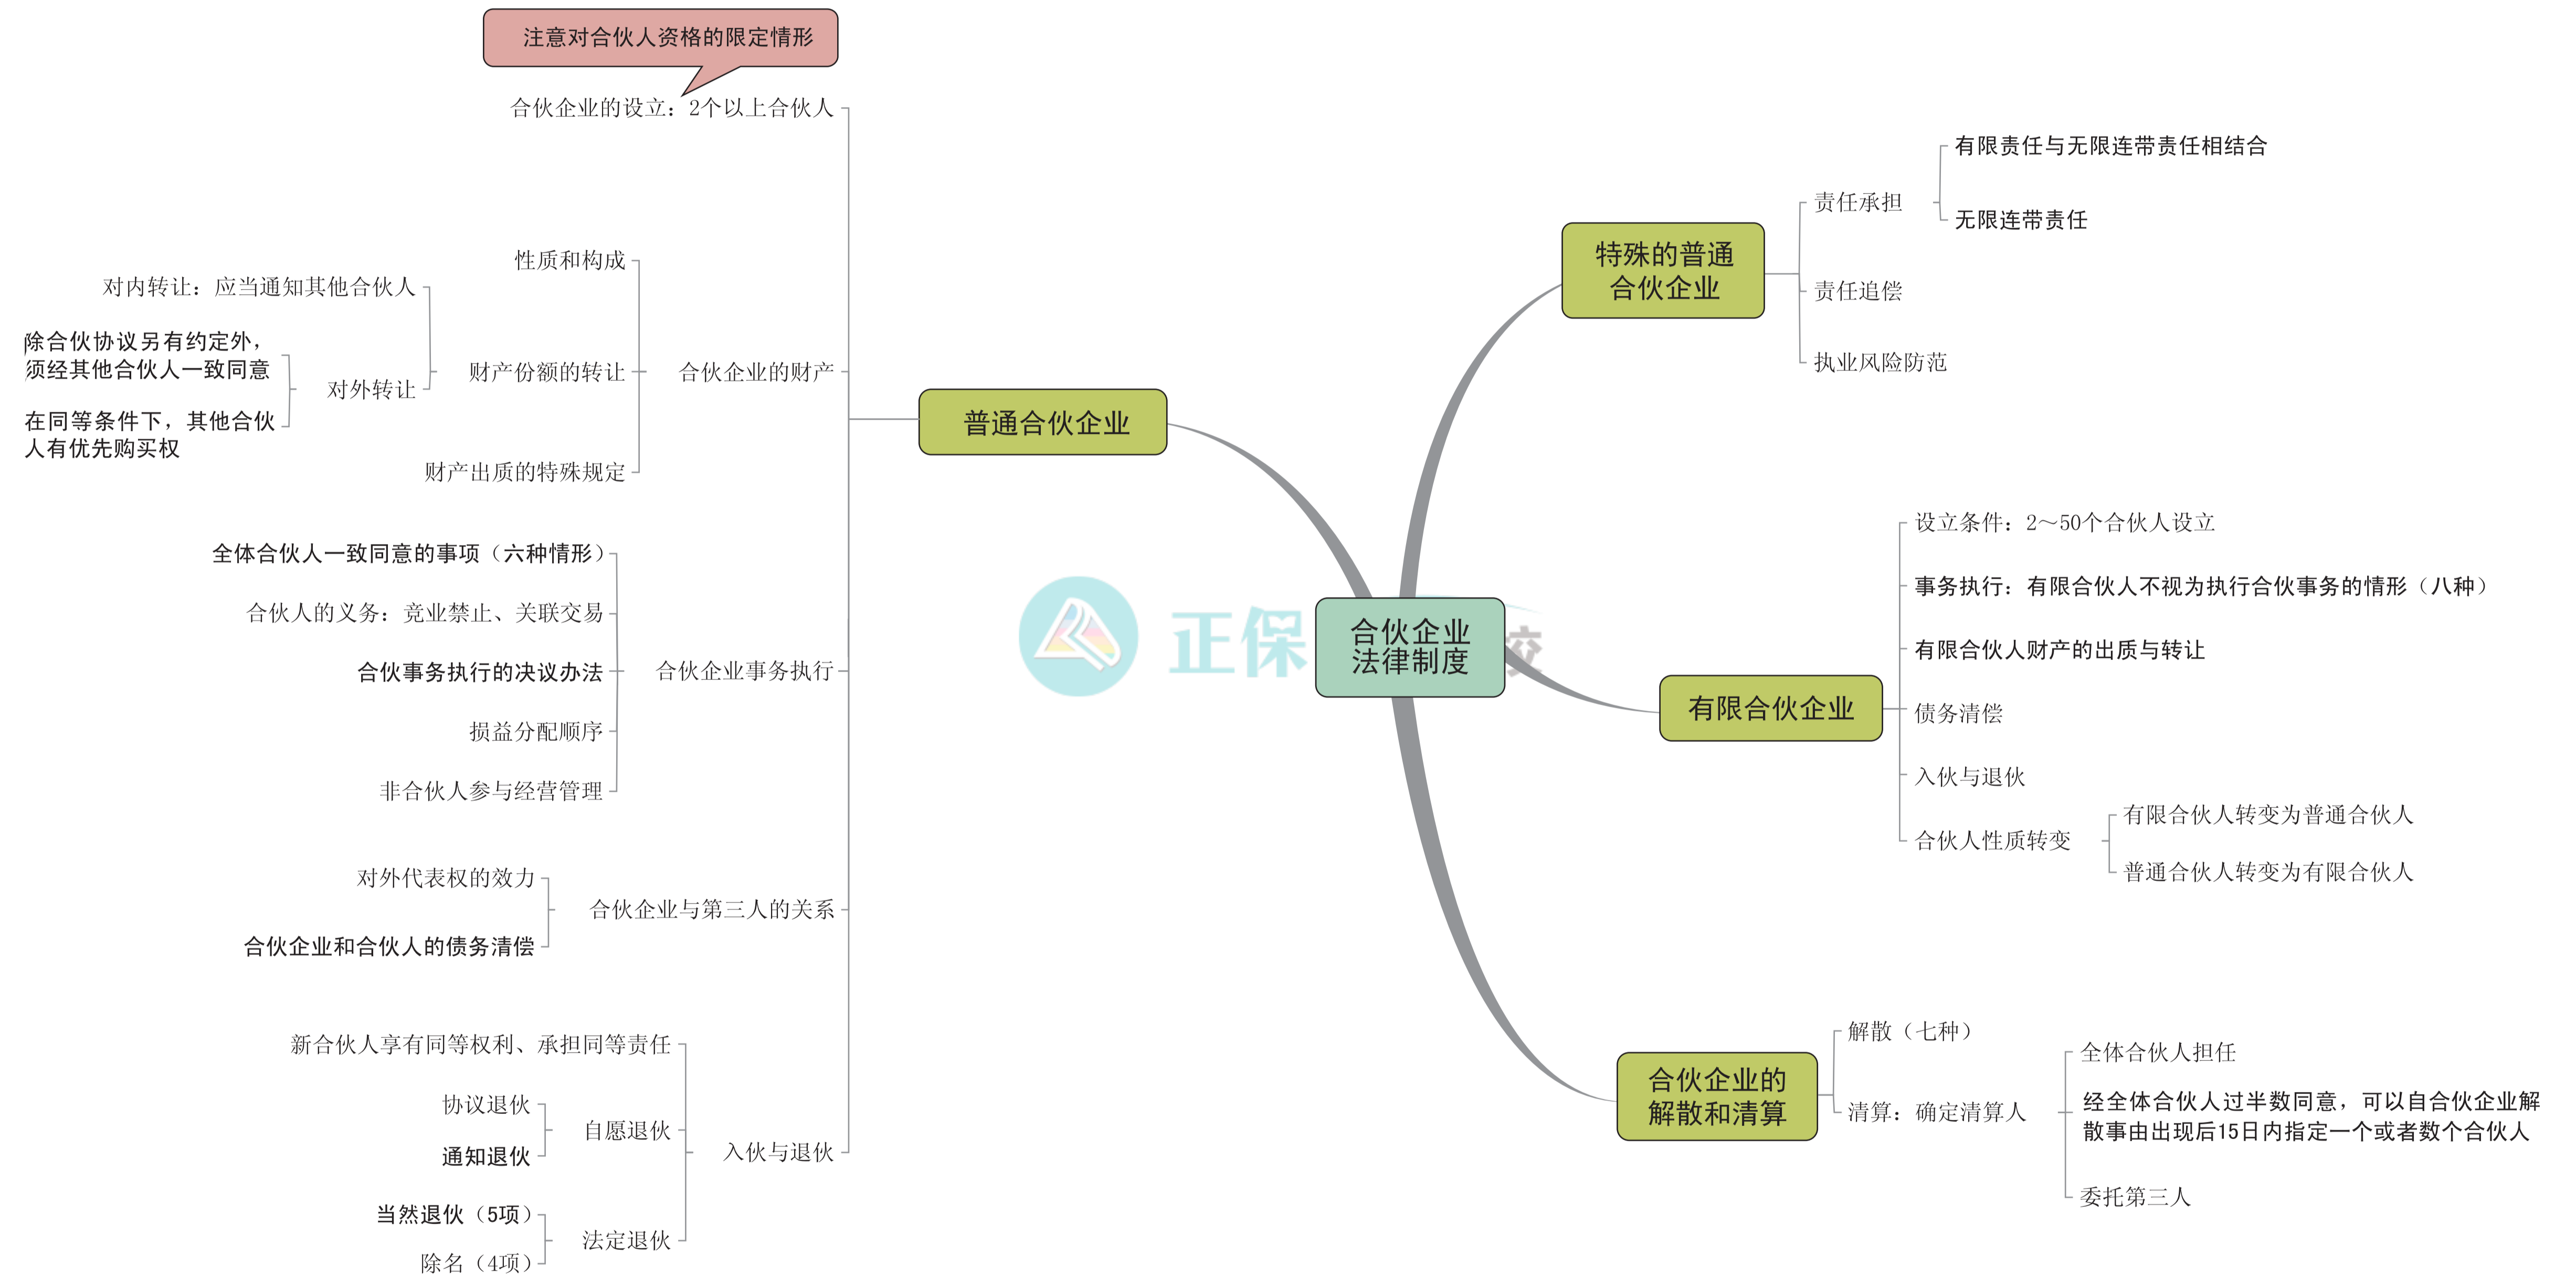 注意对合伙人资格的限定情形
合伙企业的设立：2个以上合伙人
性质和构成
对内转让：应当通知其他合伙人
除合伙协议另有约定外，
须经其他合伙人一致同意
对外转让
在同等条件下，其他合伙
人有优先购买权
财产份额的转让
财产出质的特殊规定
合伙企业的财产
普通合伙企业
全体合伙人一致同意的事项（六种情形）
合伙人的义务：竞业禁止、关联交易
合伙事务执行的决议办法
损益分配顺序
非合伙人参与经营管理
合伙企业事务执行
对外代表权的效力
合伙企业和合伙人的债务清偿
合伙企业与第三人的关系
新合伙人享有同等权利、承担同等责任
协议退伙
通知退伙
自愿退伙
当然退伙（5项）
除名（4项）
法定退伙
入伙与退伙
正保
校
合伙企业
法律制度
特殊的普通
合伙企业
责任承担
有限责任与无限连带责任相结合
无限连带责任
责任追偿
执业风险防范
有限合伙企业
设立条件：2～50个合伙人设立
事务执行：有限合伙人不视为执行合伙事务的情形（八种）
有限合伙人财产的出质与转让
债务清偿
入伙与退伙
合伙人性质转变
有限合伙人转变为普通合伙人
普通合伙人转变为有限合伙人
合伙企业的
解散和清算
解散（七种）
清算：确定清算人
全体合伙人担任
经全体合伙人过半数同意，可以自合伙企业解
散事由出现后15日内指定一个或者数个合伙人
委托第三人